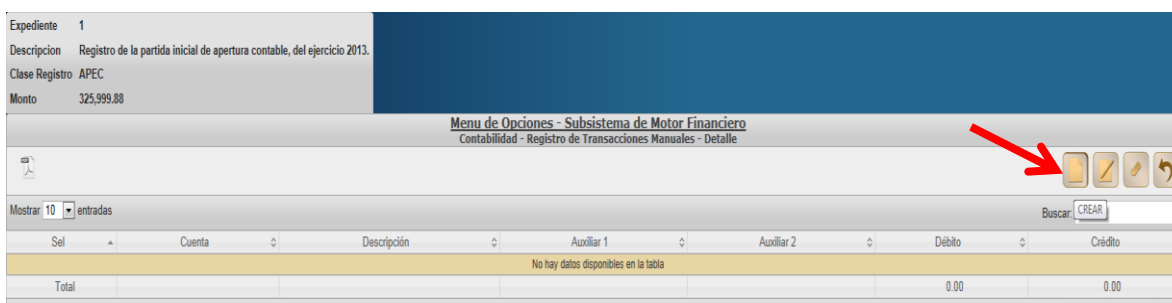 Expediente 1
Descripcion Registro de la partida inicial de apertura contable, del ejercicio 2013.
Clase Registro APEC
Monto 325,999.88
Menu de Opciones - Subsistema de Motor Financiero
Contabilidad - Registro de Transacciones Manuales - Detalle
Mostrar 10 entradas Buscar: CREAR
Sel Cuenta Descripción Auxiliar 1 Auxiliar 2 Débito Crédito
No hay datos disponibles en la tabla
Total 0.00 0.00